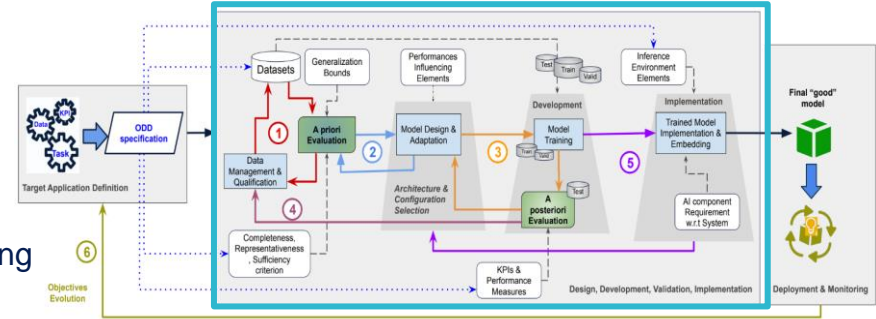 Data
KPI
Task
ODD
specification
Target Application Definition
ing
6
Objectives
Evolution
Datasets
Generalization
Bounds
Performances
Influencing
Elements
Test
Train
Valid
Inference
Environment
Elements
1
A priori
Evaluation
2
Model Design &
Adaptation
3
Development
Model
Training
Train
Valid
5
Implementation
Trained Model
Implementation &
Embedding
Data
Management &
Qualification
4
Architecture &
Configuration
Selection
Test
A
posteriori
Evaluation
AI component
Requirement
w.r.t System
Completeness,
Representativeness
, Sufficiency
criterion
KPIs &
Performance
Measures
Design, Development, Validation, Implementation
Final “good”
model
Deployment & Monitoring